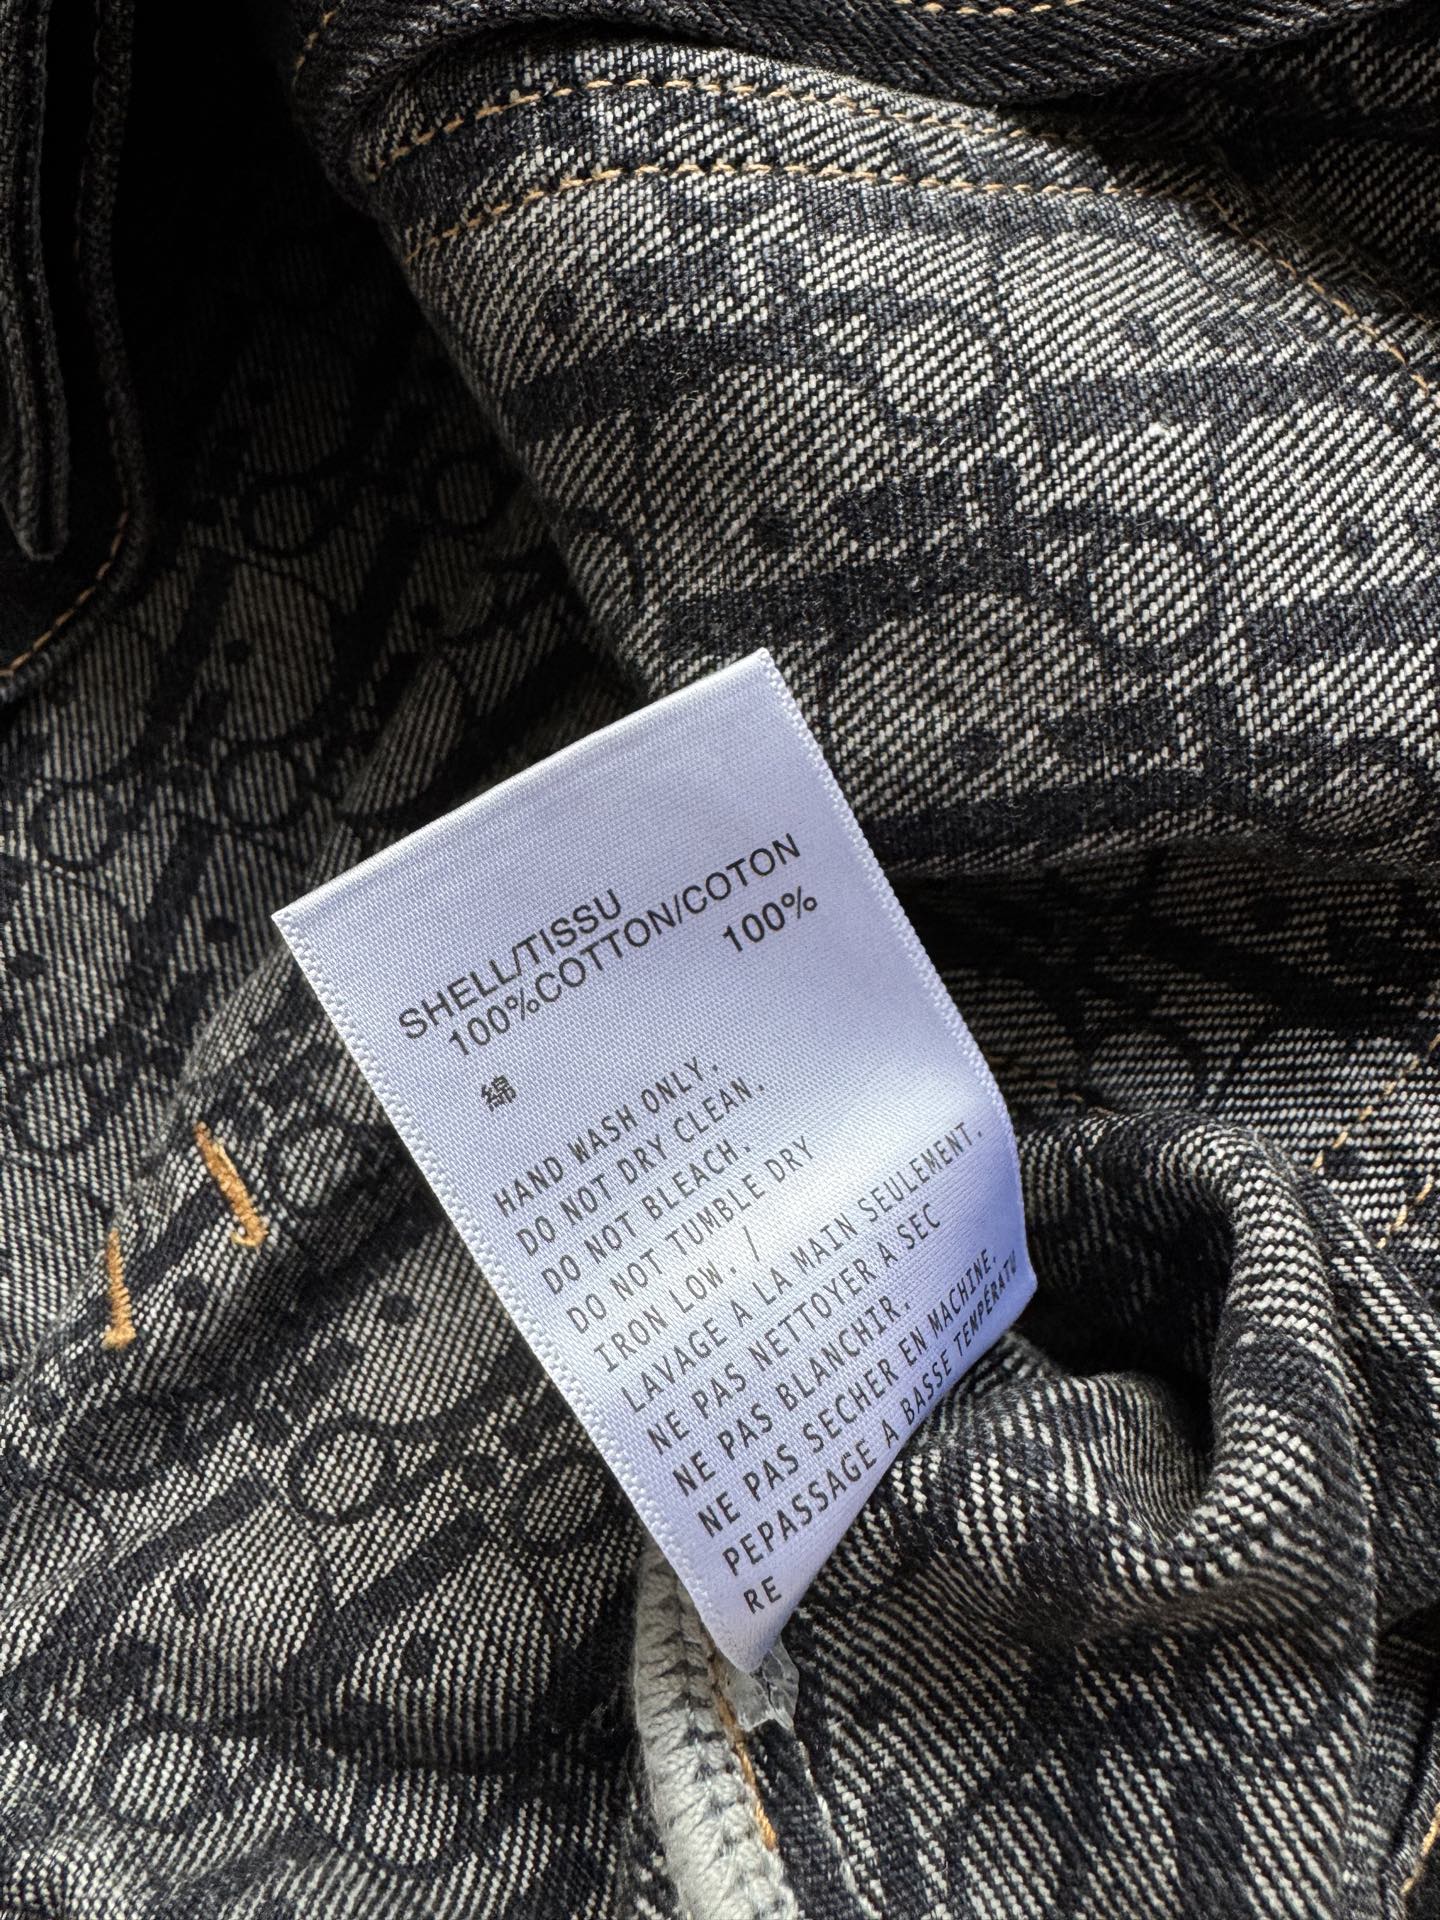 SHELL/TISSU
100%COTTON/COTON
綿 100%
HAND WASH ONLY.
DO NOT DRY CLEAN.
DO NOT BLEACH.
DO NOT TUMBLE DRY
IRON LOW. /
LAVAGE A LA MAIN SEULEMENT.
NE PAS NETTOYER A SEC
NE PAS BLANCHIR.
NE PAS SECHER EN MACHINE.
PEPASSAGE A BASSE TEMPÉRATU
RE